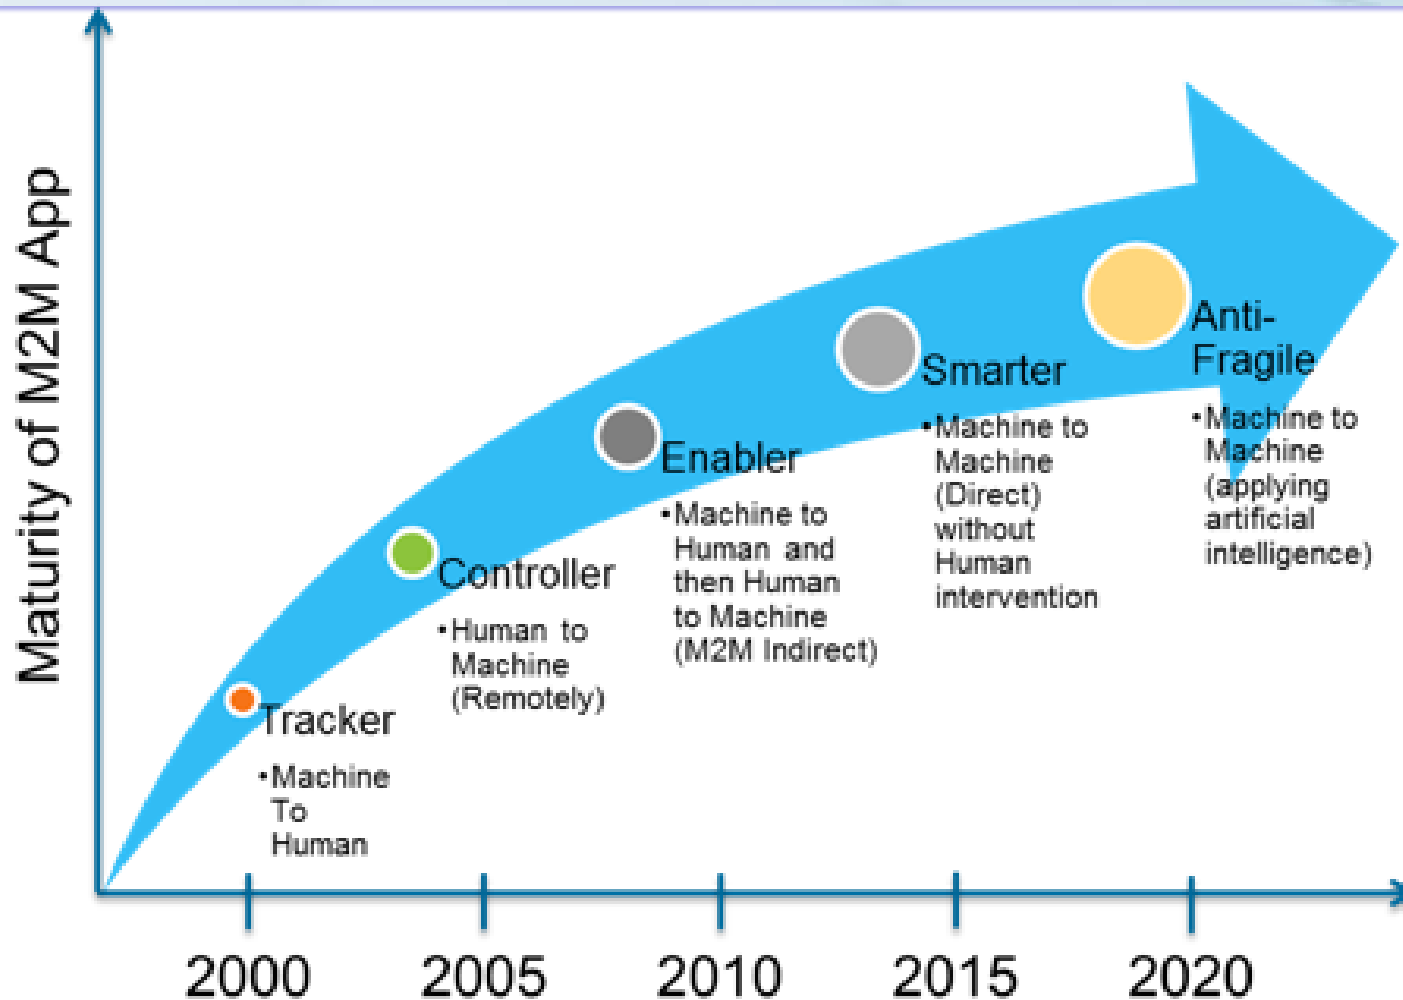 Maturity of M2M App
Tracker
•Machine
To
Human
Controller
•Human to
Machine
(Remotely)
Enabler
•Machine to
Human and
then Human
to Machine
(M2M Indirect)
Smarter
•Machine to
Machine
(Direct)
without
Human
intervention
Anti-
Fragile
•Machine to
Machine
(applying
artificial
intelligence)
2000
2005
2010
2015
2020